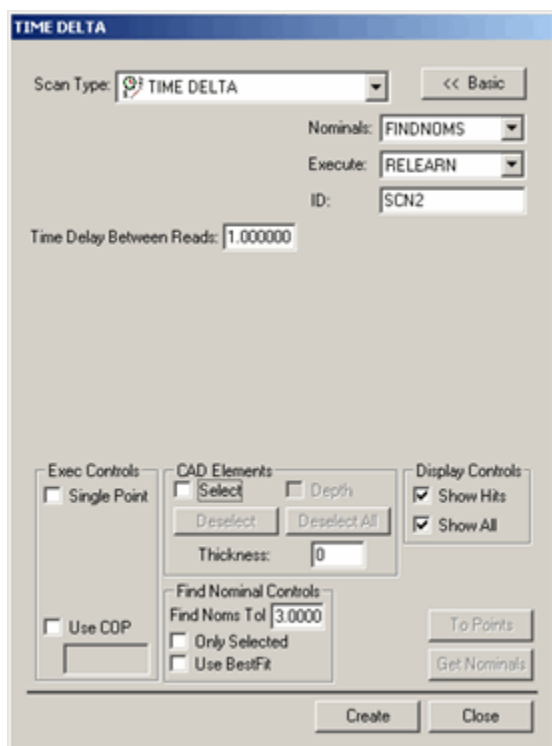 TIME DELTA
Scan Type: TIME DELTA << Basic
Nominals: FINDNOMS
Execute: RELEARN
ID: SCN2
Time Delay Between Reads: 1.000000
Exec Controls CAD Elements Display Controls
Single Point Select Depth Show Hits
Deselect Deselect All Show All
Thickness: 0
Find Nominal Controls
Use COP Find Noms Tol 3.0000 To Points
Only Selected
Use BestFit Get Nominals
Create Close